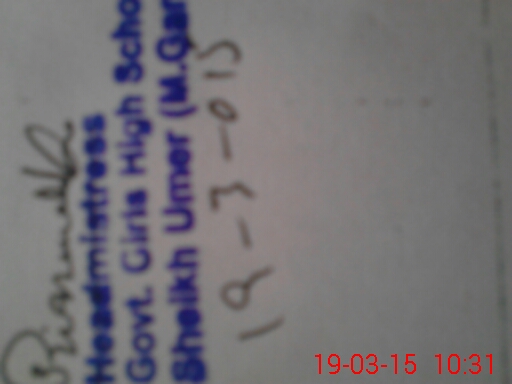 Headmistress
Govt. Girls High Scho
Sheikh Umer (M.Gar
19-3-015
19-03-15 10:31